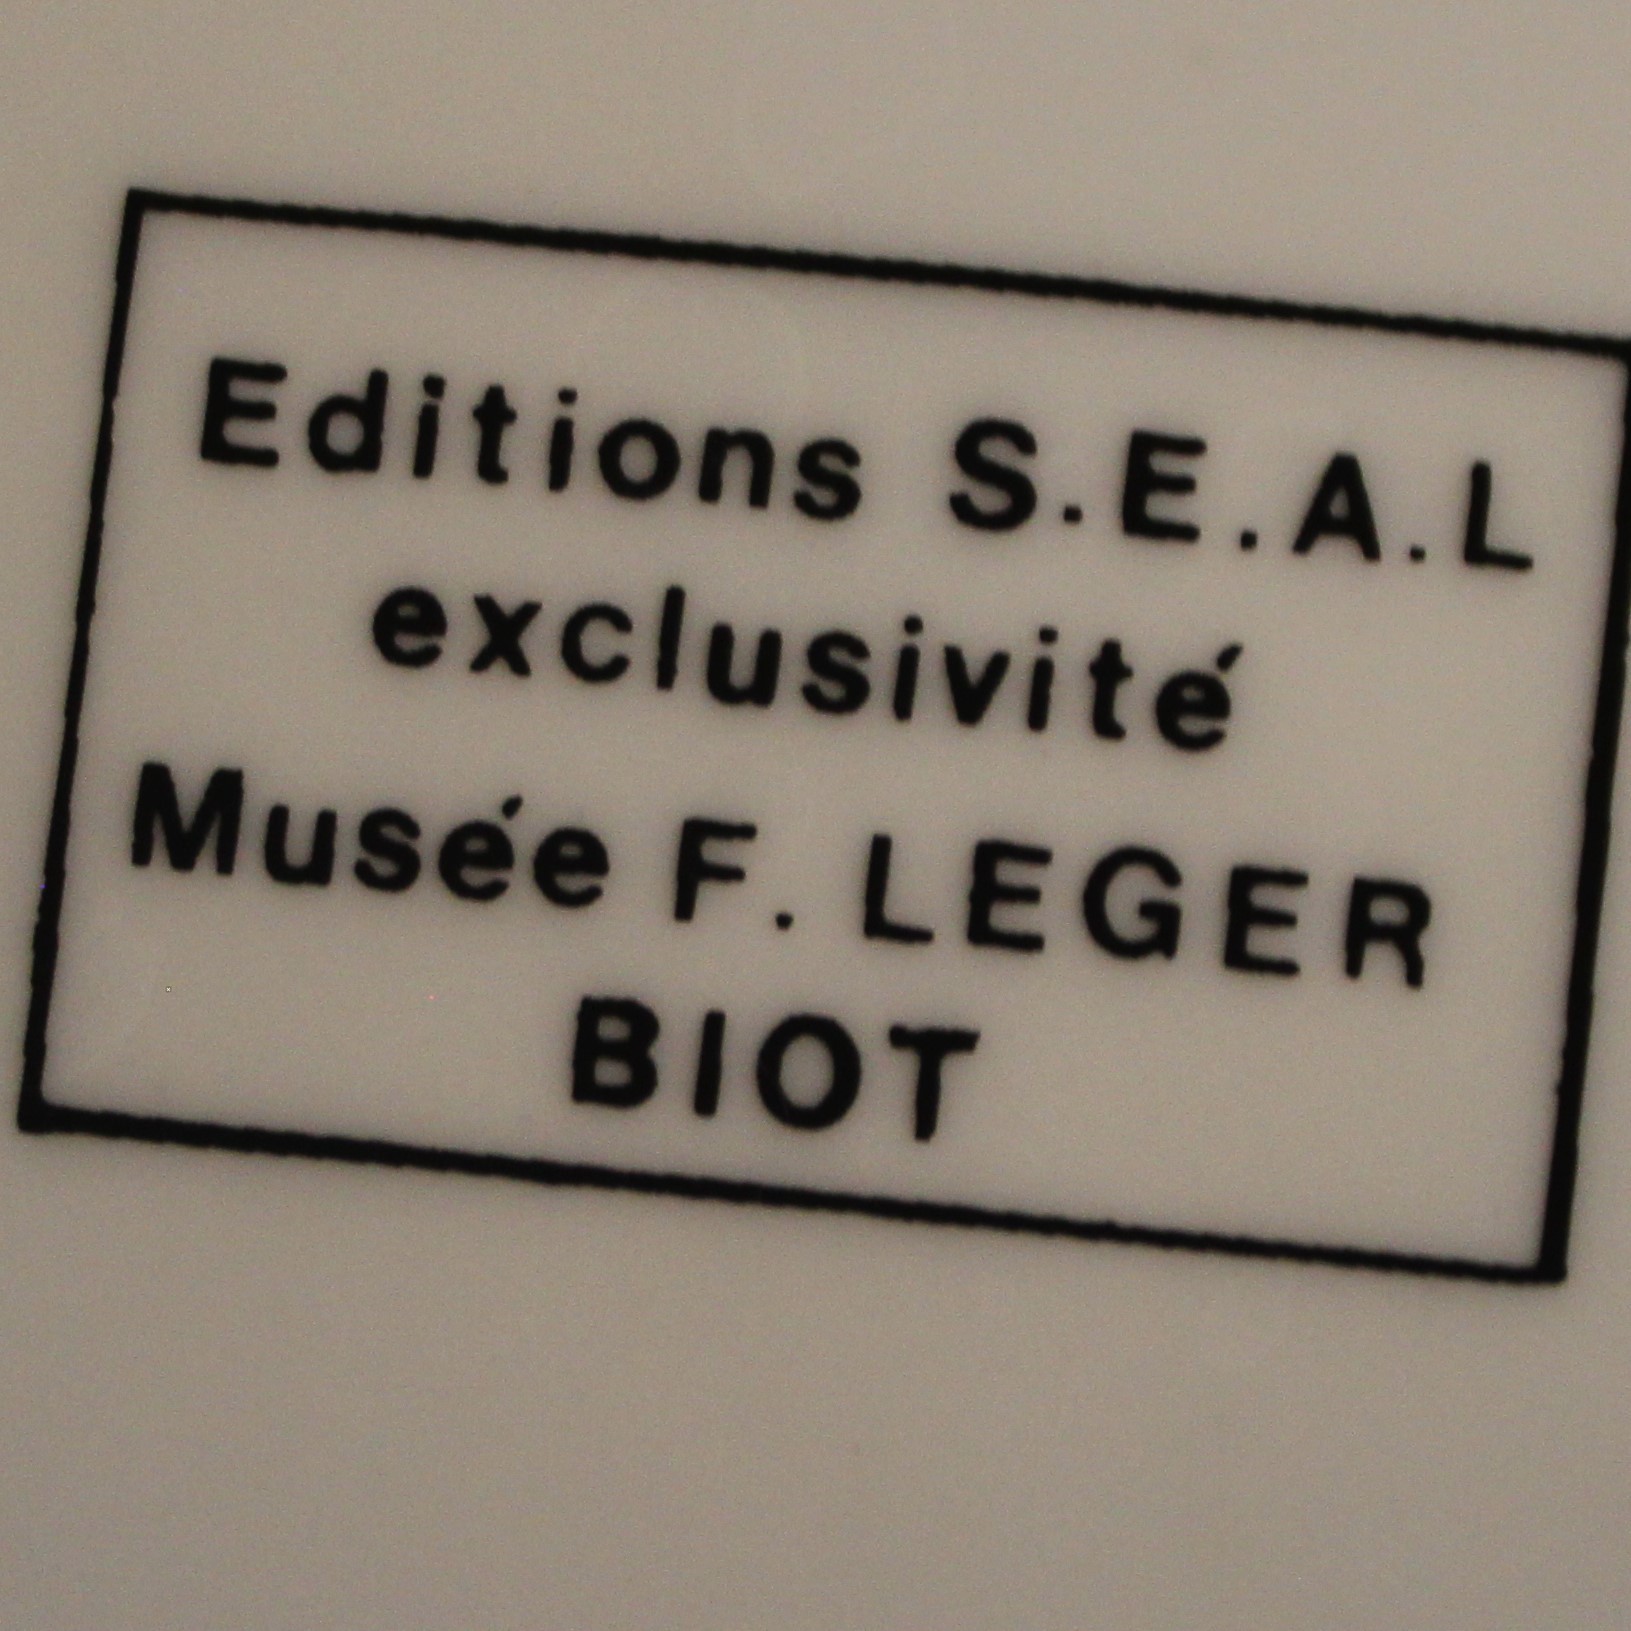 Editions S.E.A.L
exclusivité
Musée F. LEGER
BIOT